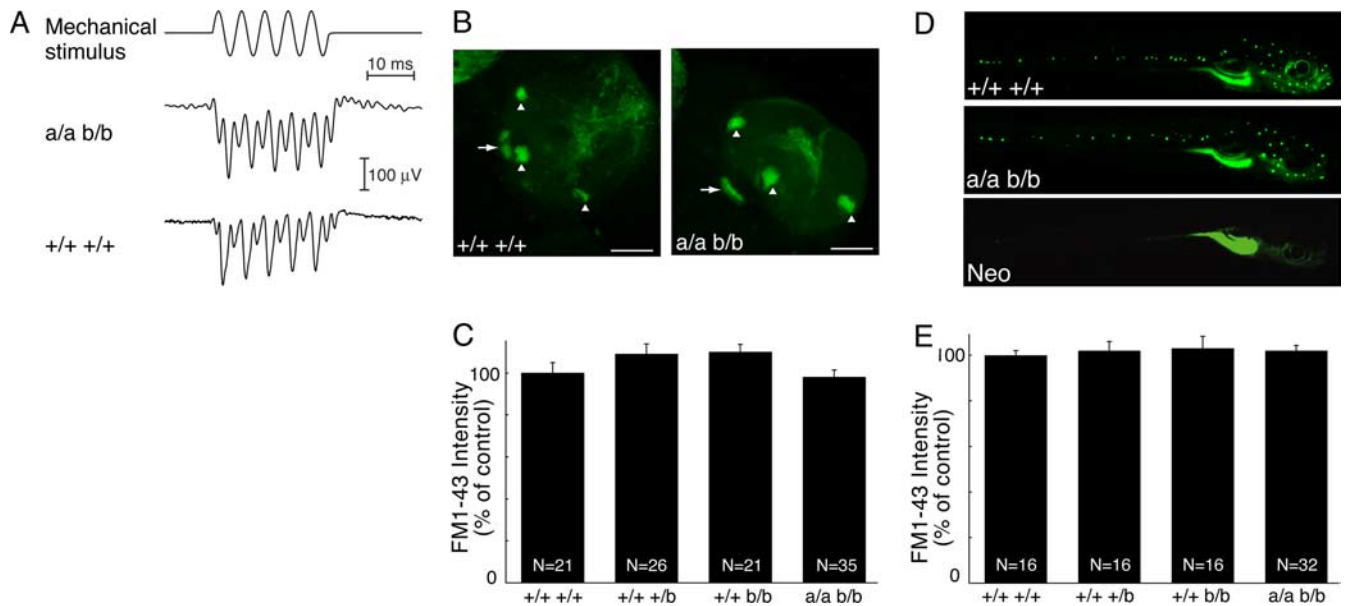 A
Mechanical
stimulus
10 ms
a/a b/b
100 μV
+/+ +/+
B
+/+ +/+
a/a b/b
C
FM1-43 Intensity
(% of control)
100
0
N=21
N=26
N=21
N=35
+/+ +/+
+/+ +/b
+/+ b/b
a/a b/b
D
+/+ +/+
a/a b/b
Neo
E
FM1-43 Intensity
(% of control)
100
0
N=16
N=16
N=16
N=32
+/+ +/+
+/+ +/b
+/+ b/b
a/a b/b